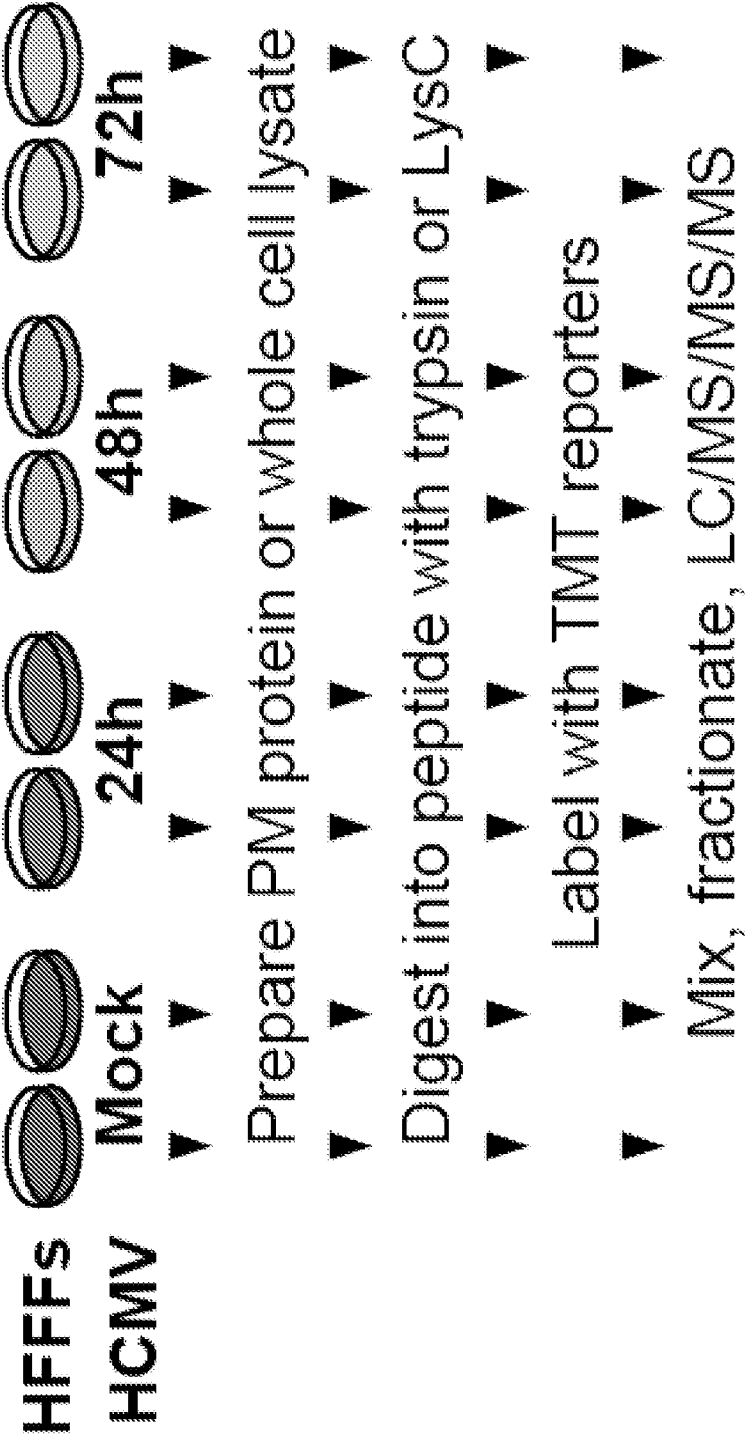 HFFFs
HCMV Mock 24h 48h 72h
Prepare PM protein or whole cell lysate
Digest into peptide with trypsin or LysC
Label with TMT reporters
Mix, fractionate, LC/MS/MS/MS